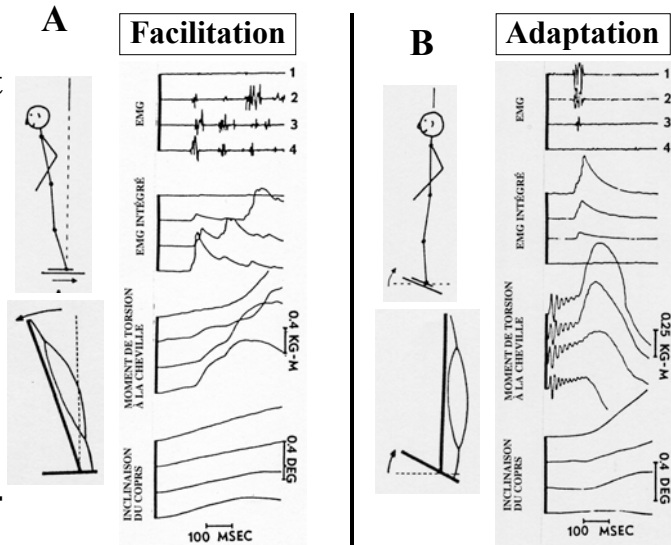 A
Facilitation
EMG
1
2
3
4
EMG INTÉGRÉ
MOMENT DE TORSION
À LA CHEVILLE
0.4 KG-M
INCLINAISON
DU COPRS
0.4 DEG
100 MSEC
B
Adaptation
EMG
1
2
3
4
EMG INTÉGRÉ
MOMENT DE TORSION
À LA CHEVILLE
0.25 KG-M
INCLINAISON
DU COPRS
0.4 DEG
100 MSEC